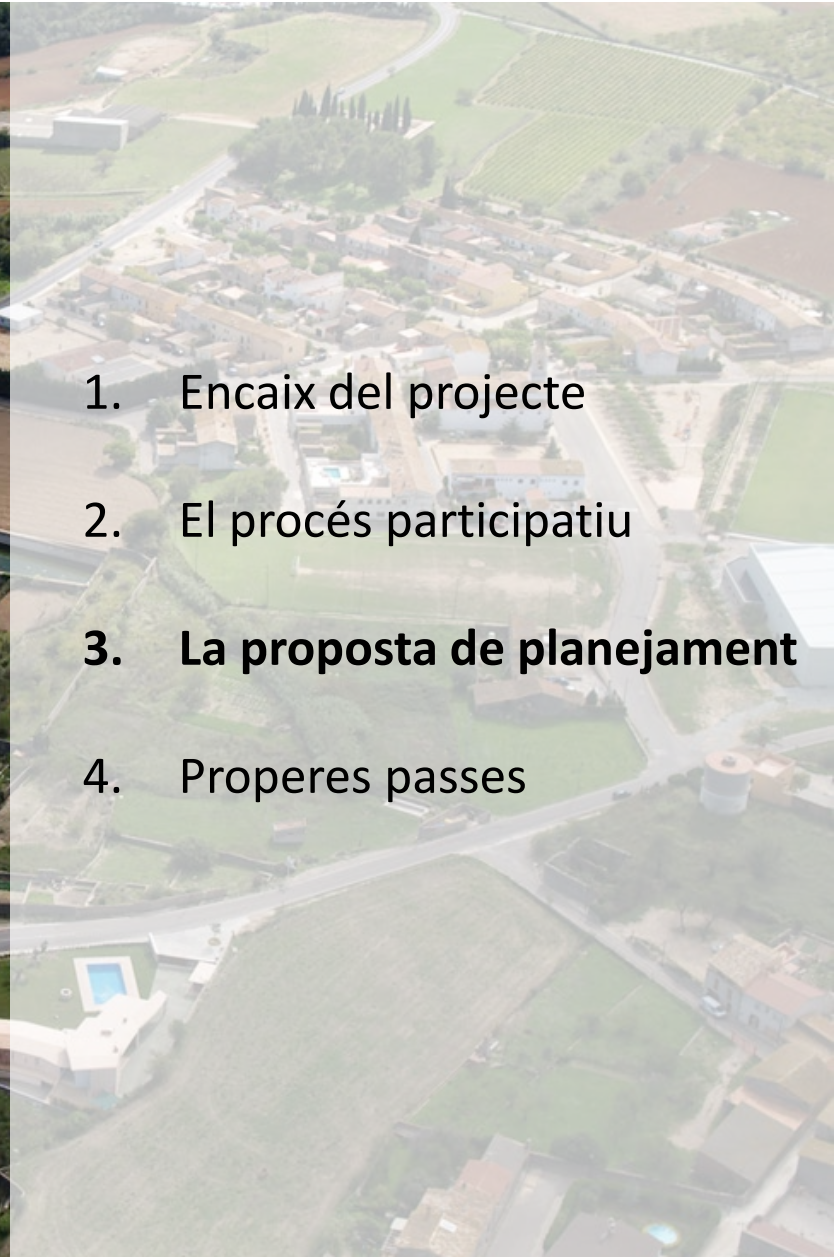 1. Encaix del projecte
2. El procés participatiu
3. La proposta de planejament
4. Properes passes